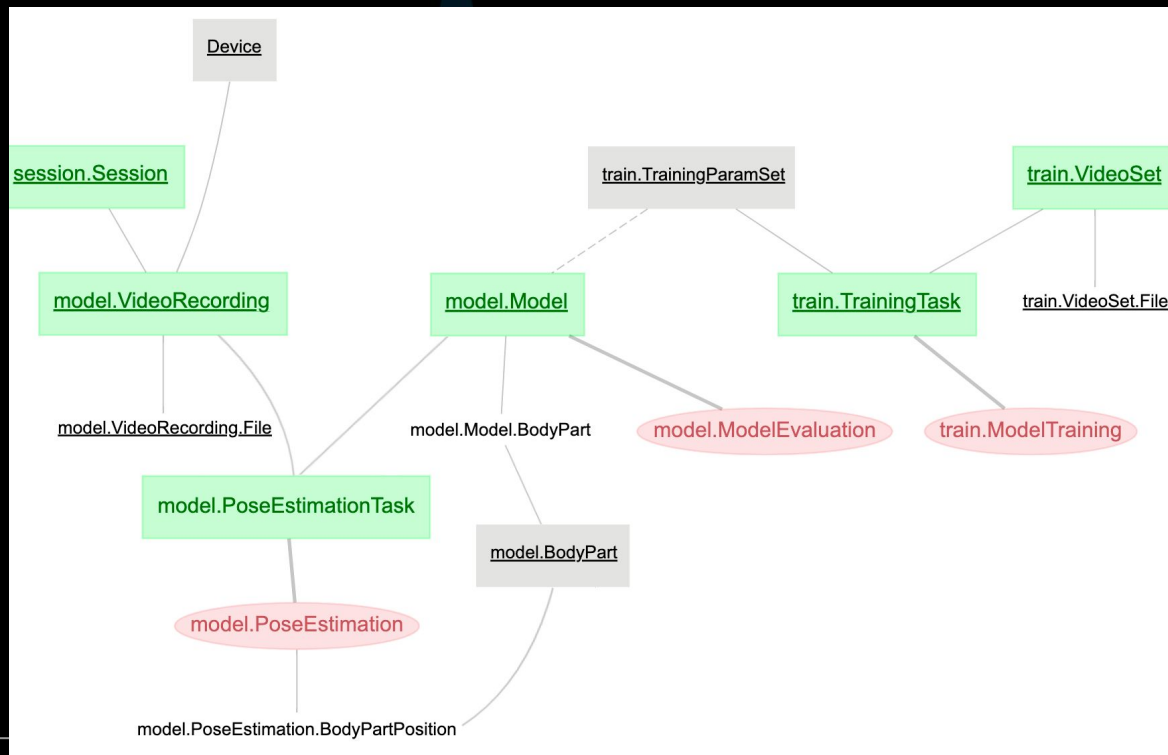 Device
session.Session
train.TrainingParamSet
train.VideoSet
model.VideoRecording
model.Model
train.TrainingTask
train.VideoSet.File
model.VideoRecording.File
model.Model.BodyPart
model.ModelEvaluation
train.ModelTraining
model.PoseEstimationTask
model.BodyPart
model.PoseEstimation
model.PoseEstimation.BodyPartPosition